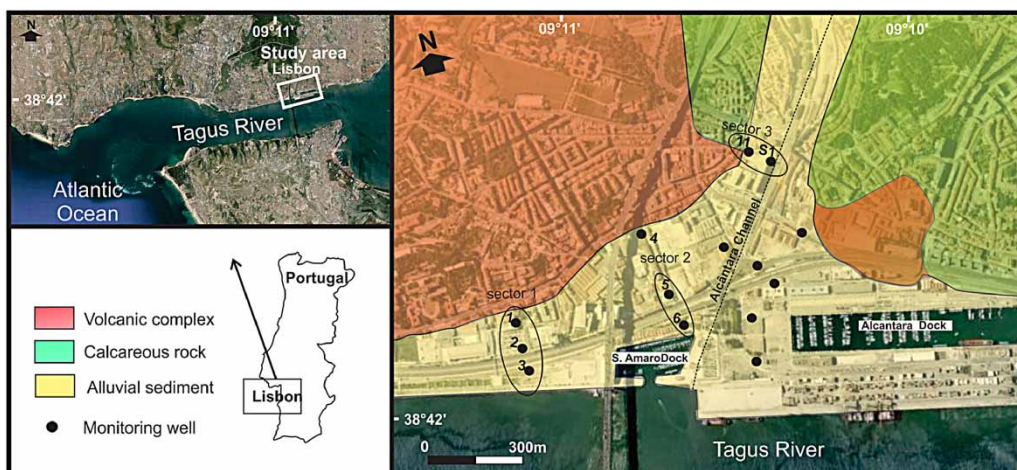 N
09°11'
Study area
Lisbon
38°42'
Tagus River
Atlantic
Ocean
Portugal
Lisbon
Volcanic complex
Calcareous rock
Alluvial sediment
Monitoring well
N
09°11'
09°10'
sector 3
11
S1
4
sector 2
Alcântara Channel
5
sector 1
1
6
2
3
S. AmaroDock
Alcantara Dock
38°42'
0
300m
Tagus River